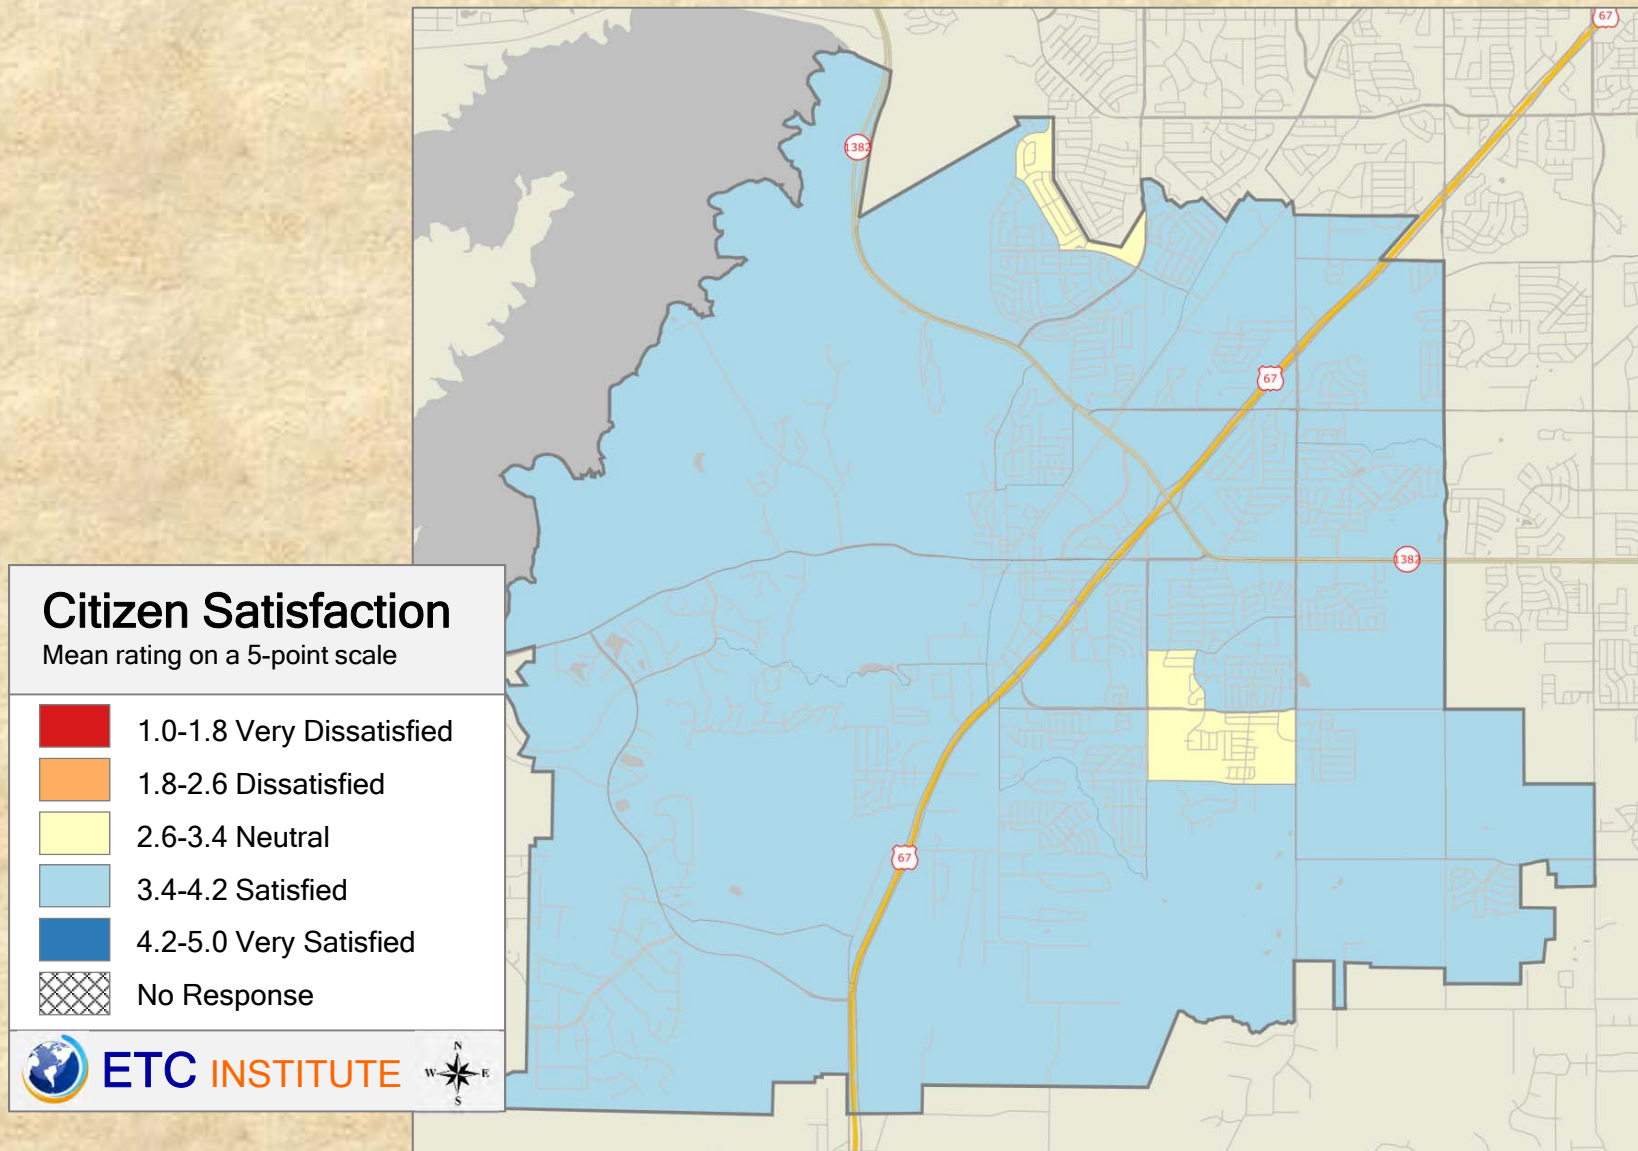 67
1382
67
1382
67
Citizen Satisfaction
Mean rating on a 5-point scale
1.0-1.8 Very Dissatisfied
1.8-2.6 Dissatisfied
2.6-3.4 Neutral
3.4-4.2 Satisfied
4.2-5.0 Very Satisfied
No Response
ETC INSTITUTE
N
W E
S